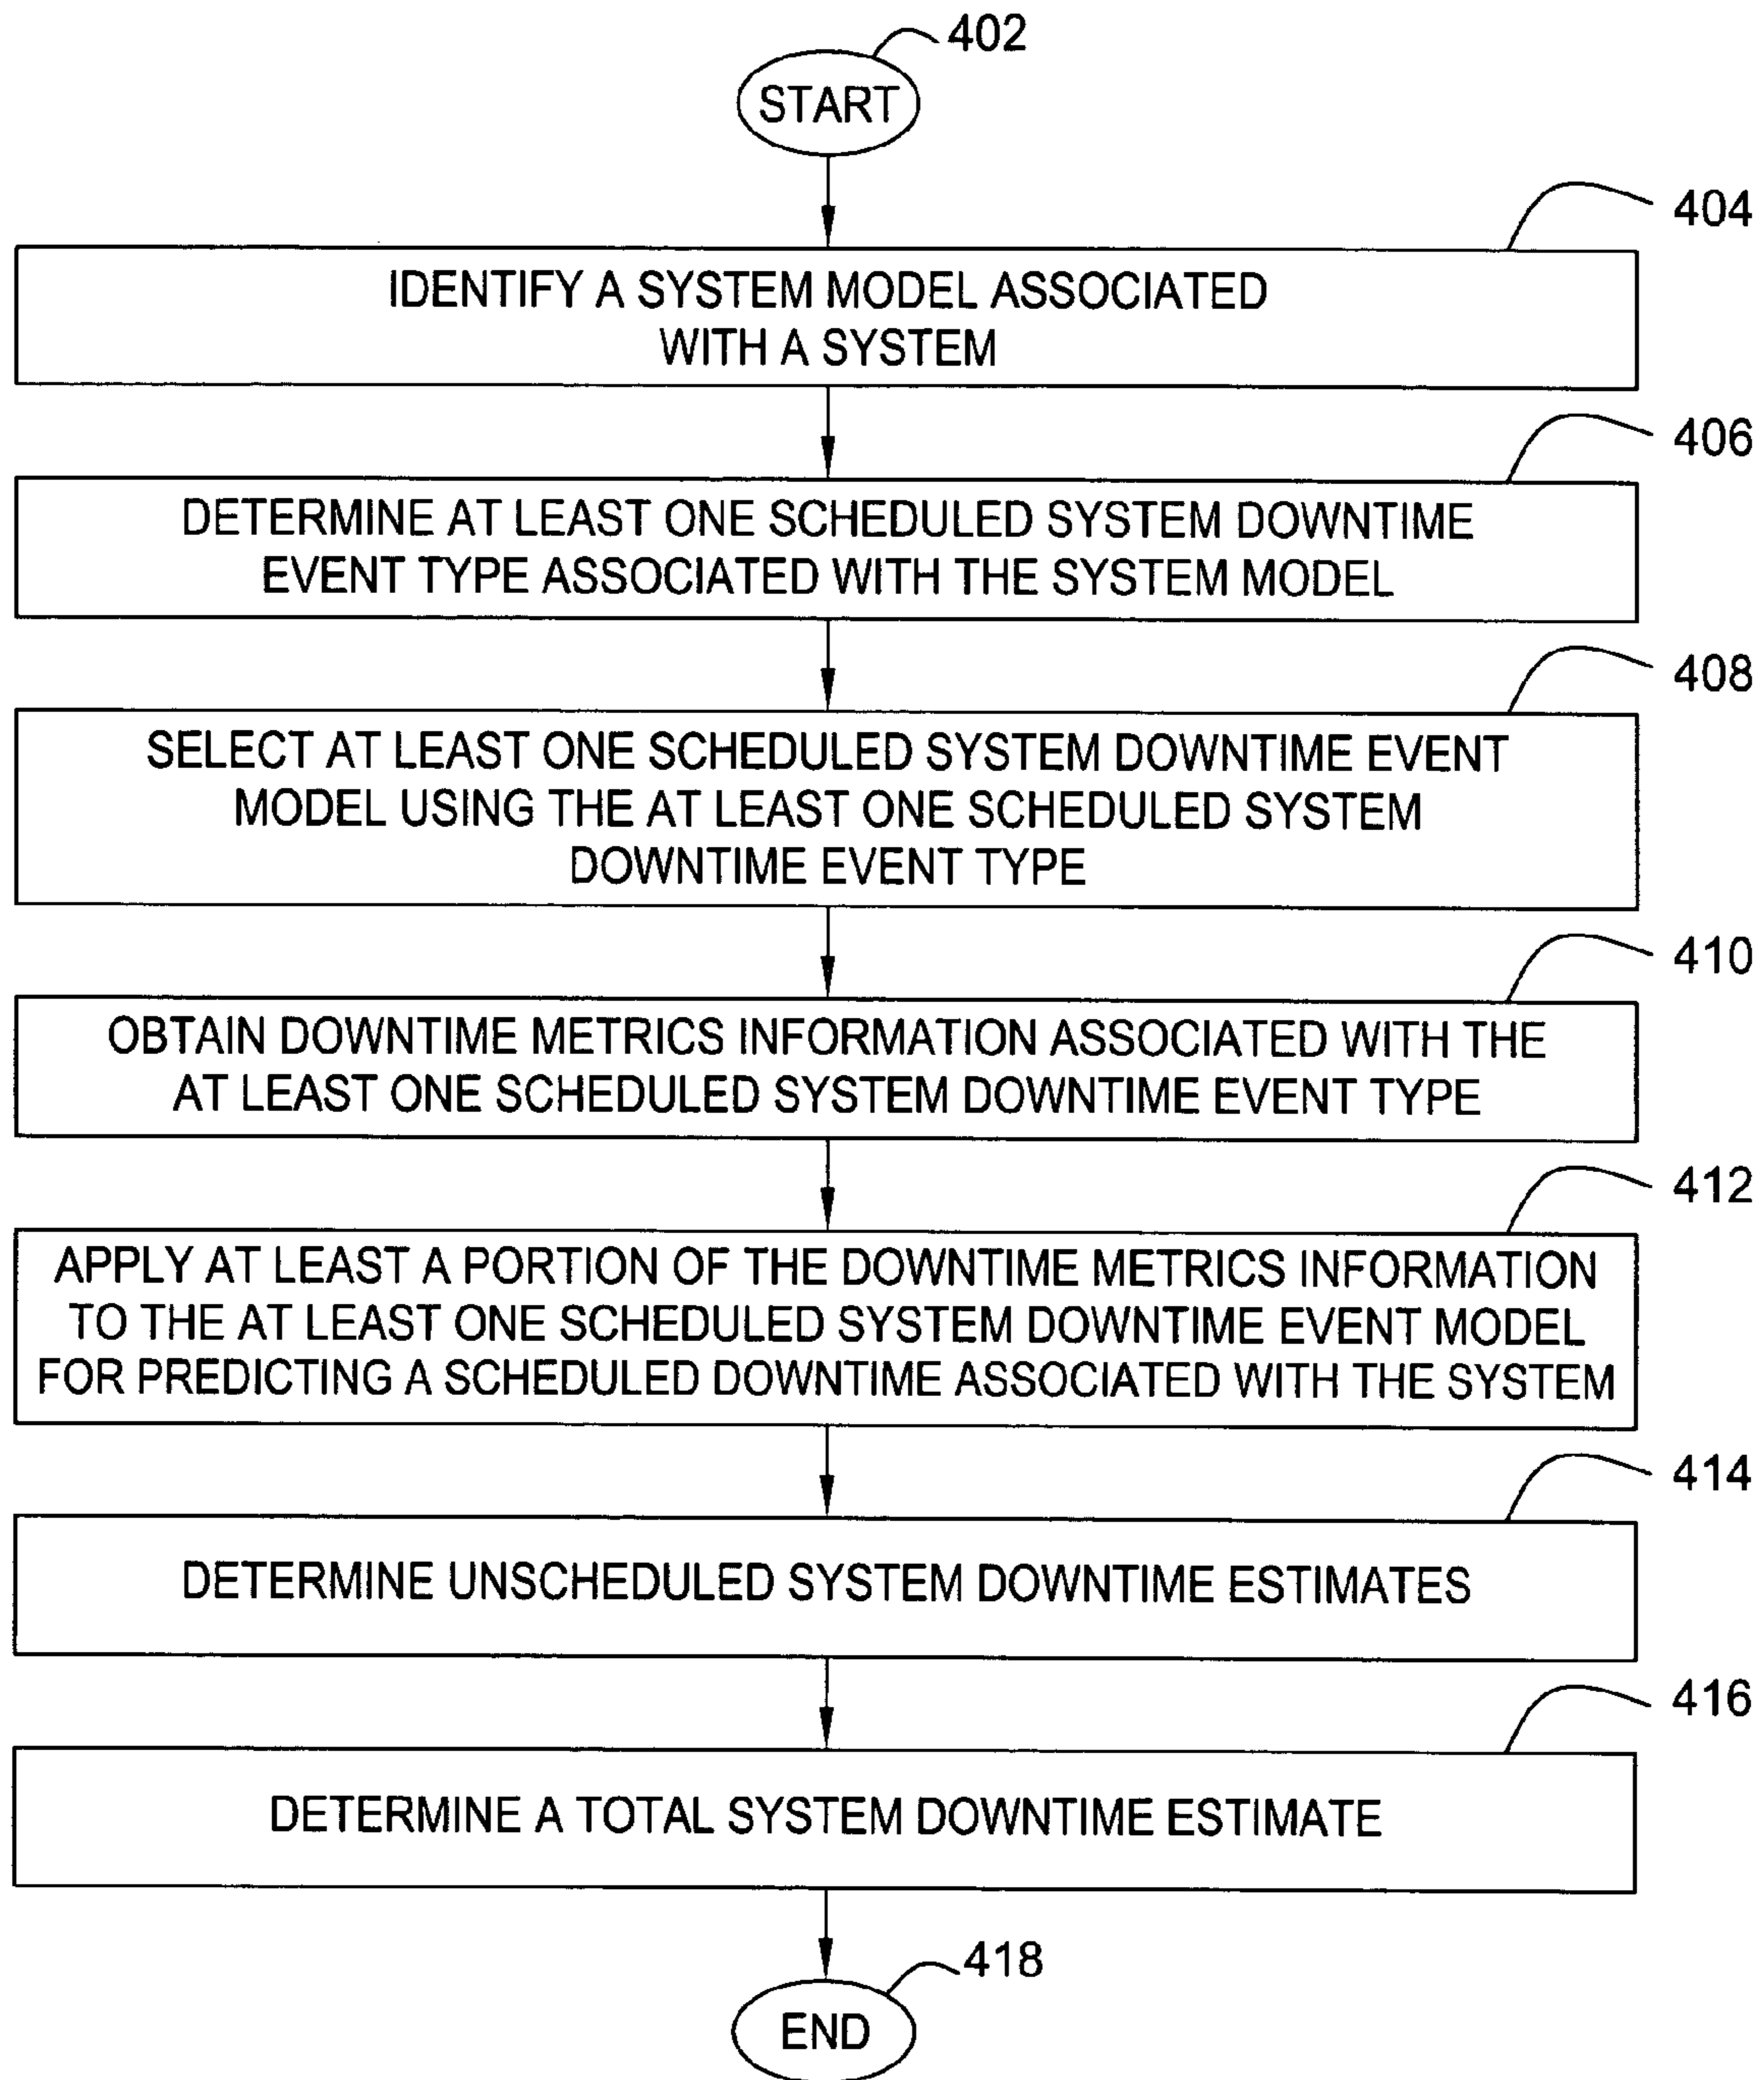 402
START
404
IDENTIFY A SYSTEM MODEL ASSOCIATED
WITH A SYSTEM
406
DETERMINE AT LEAST ONE SCHEDULED SYSTEM DOWNTIME
EVENT TYPE ASSOCIATED WITH THE SYSTEM MODEL
408
SELECT AT LEAST ONE SCHEDULED SYSTEM DOWNTIME EVENT
MODEL USING THE AT LEAST ONE SCHEDULED SYSTEM
DOWNTIME EVENT TYPE
410
OBTAIN DOWNTIME METRICS INFORMATION ASSOCIATED WITH THE
AT LEAST ONE SCHEDULED SYSTEM DOWNTIME EVENT TYPE
412
APPLY AT LEAST A PORTION OF THE DOWNTIME METRICS INFORMATION
TO THE AT LEAST ONE SCHEDULED SYSTEM DOWNTIME EVENT MODEL
FOR PREDICTING A SCHEDULED DOWNTIME ASSOCIATED WITH THE SYSTEM
414
DETERMINE UNSCHEDULED SYSTEM DOWNTIME ESTIMATES
416
DETERMINE A TOTAL SYSTEM DOWNTIME ESTIMATE
418
END